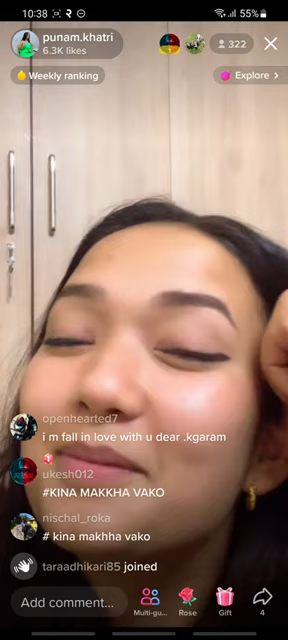 10:38
55%
punam.khatri
6.3K likes
322
Weekly ranking
Explore >
openhearted7
i m fall in love with u dear .kgaram
ukesh012
#KINA MAKKHA VAKO
nischal_roka
# kina makhha vako
taraadhikari85 joined
Add comment...
Multi-gu...
Rose
Gift
4